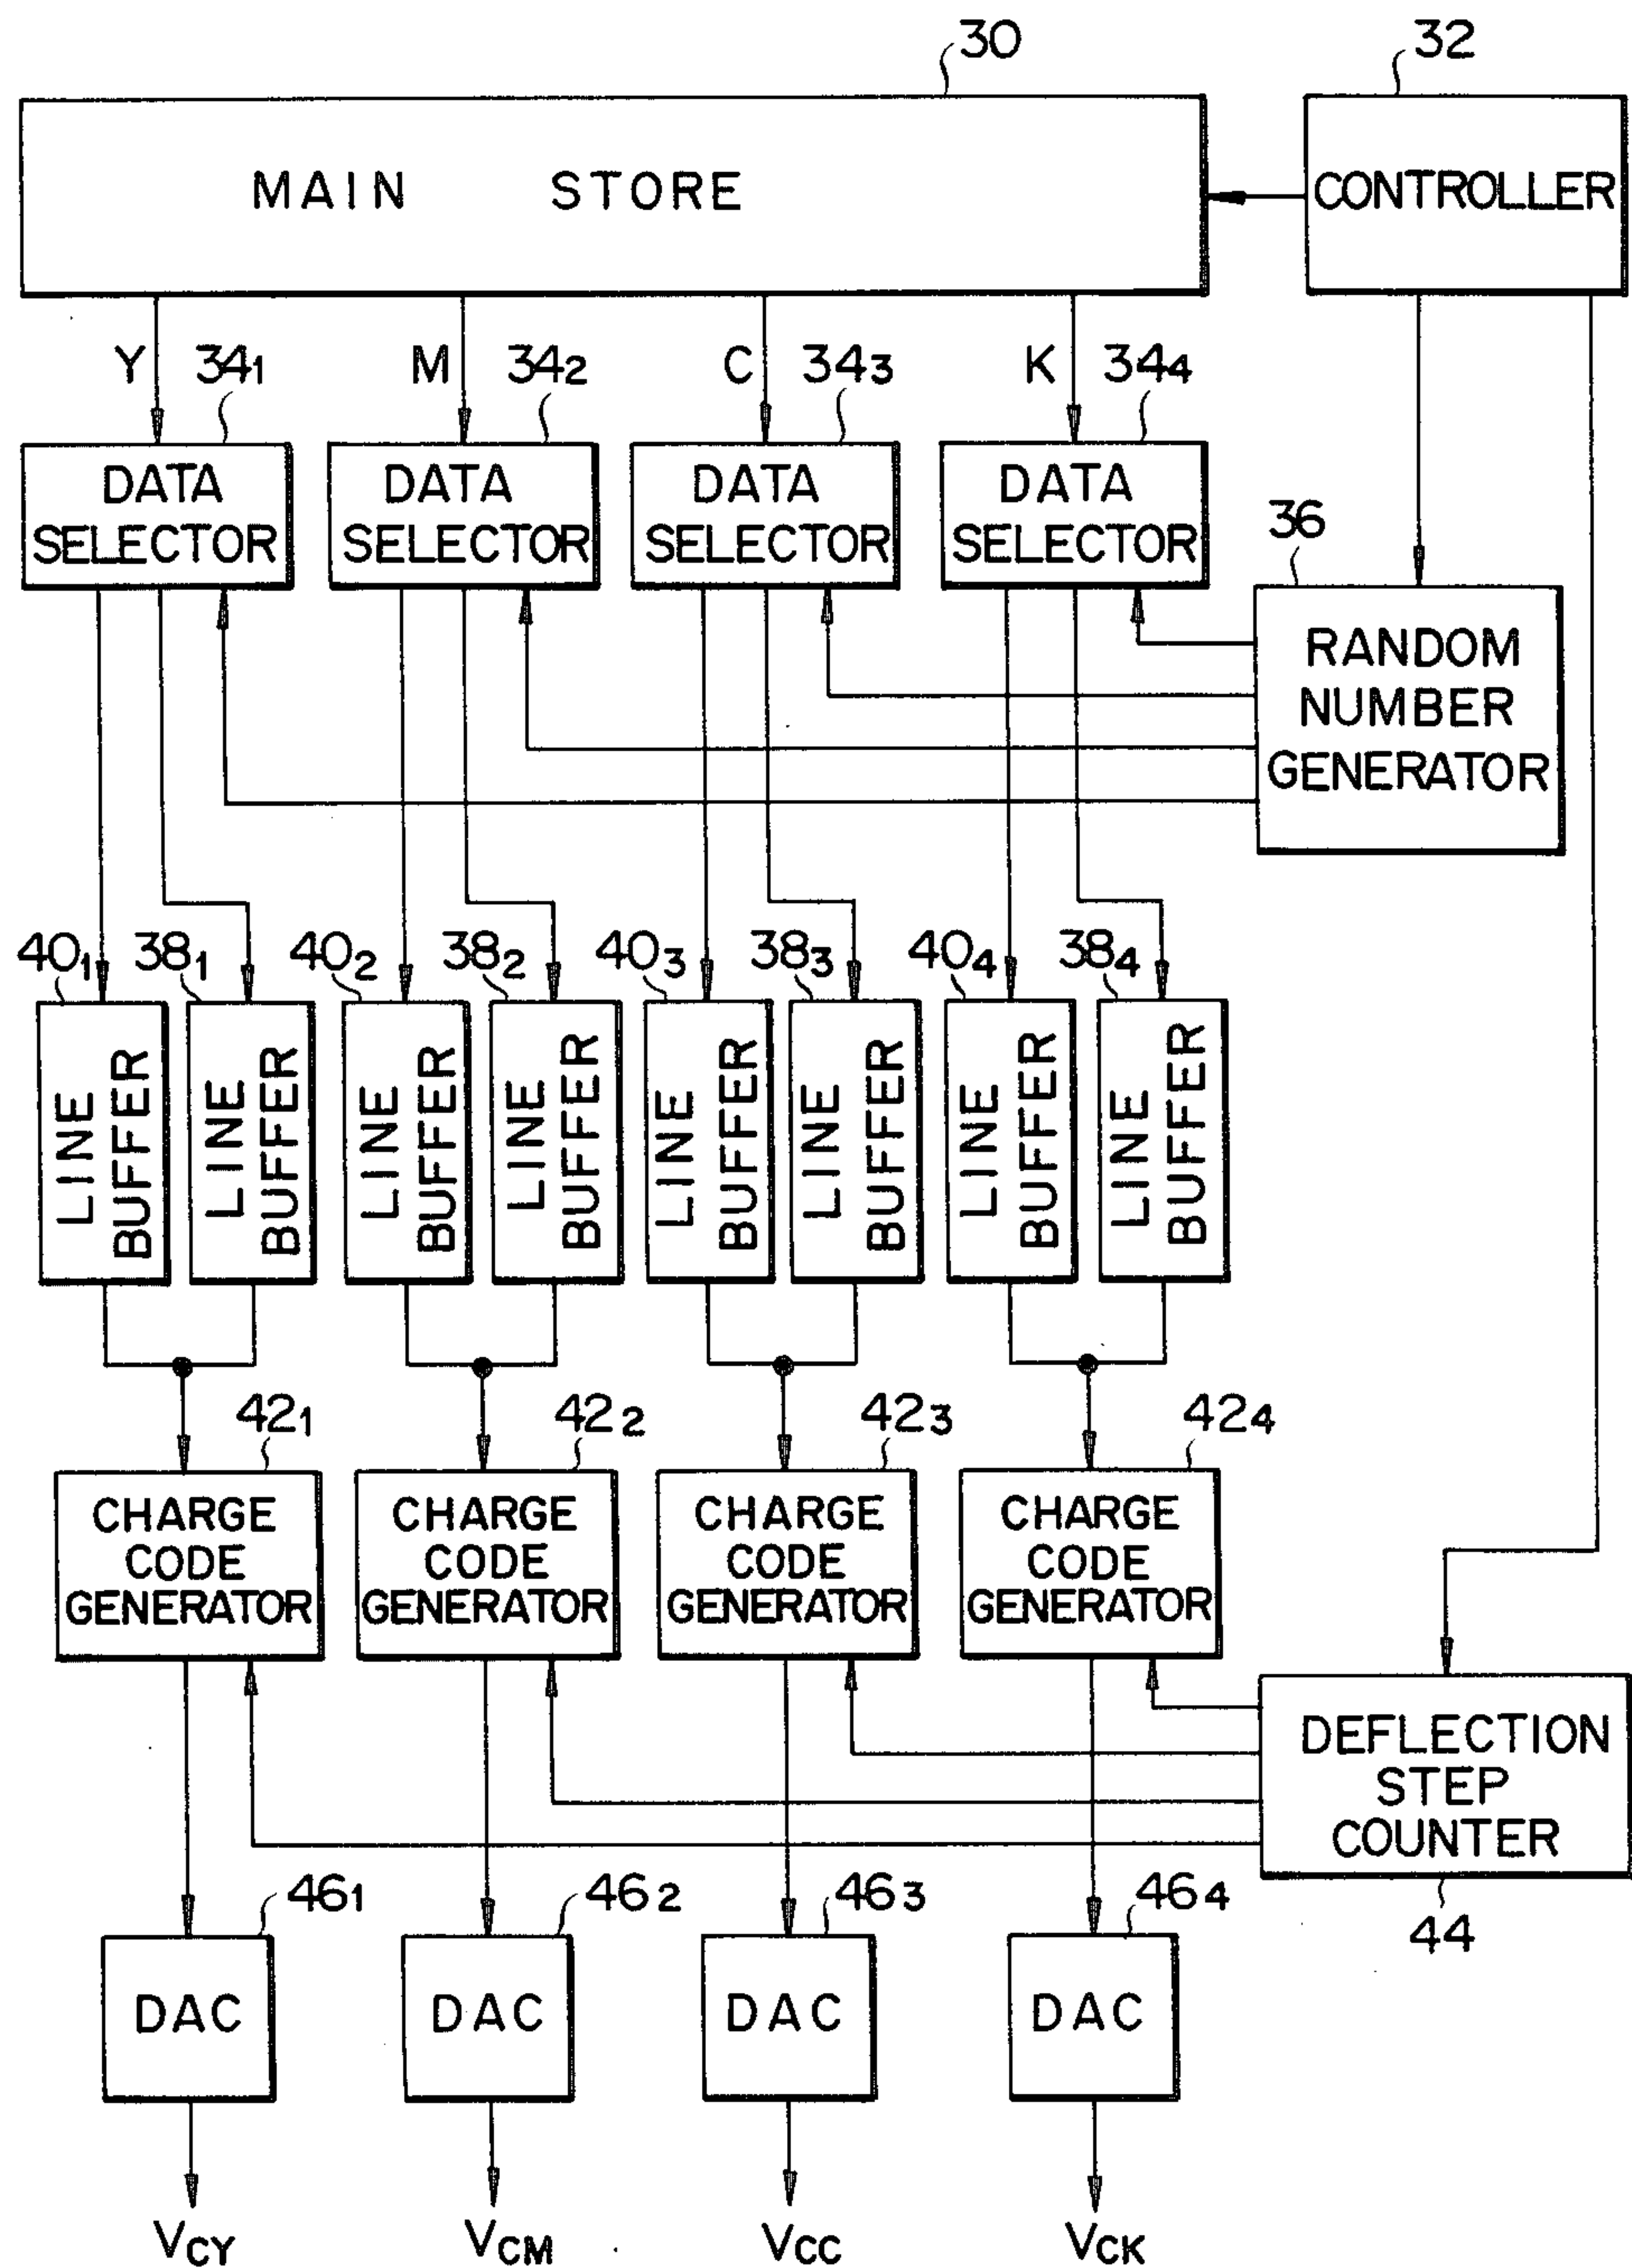 30
32
MAIN STORE
CONTROLLER
Y
34₁
M
34₂
C
34₃
K
34₄
DATA
SELECTOR
DATA
SELECTOR
DATA
SELECTOR
DATA
SELECTOR
36
RANDOM
NUMBER
GENERATOR
40₁
38₁
40₂
38₂
40₃
38₃
40₄
38₄
LINE
BUFFER
LINE
BUFFER
LINE
BUFFER
LINE
BUFFER
LINE
BUFFER
LINE
BUFFER
LINE
BUFFER
LINE
BUFFER
42₁
42₂
42₃
42₄
CHARGE
CODE
GENERATOR
CHARGE
CODE
GENERATOR
CHARGE
CODE
GENERATOR
CHARGE
CODE
GENERATOR
DEFLECTION
STEP
COUNTER
44
46₁
46₂
46₃
46₄
DAC
DAC
DAC
DAC
VCY
VCM
VCC
VCK